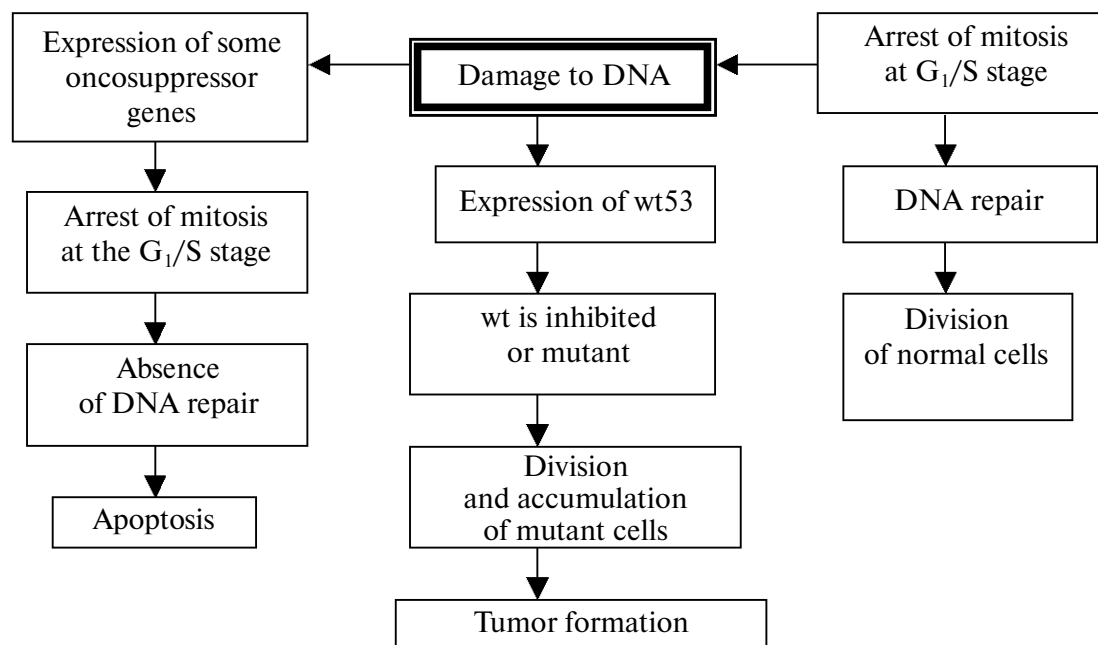 Expression of some
oncosuppressor
genes
Damage to DNA
Arrest of mitosis
at G₁/S stage
Arrest of mitosis
at the G₁/S stage
Expression of wt53
DNA repair
Absence
of DNA repair
wt is inhibited
or mutant
Division
of normal cells
Apoptosis
Division
and accumulation
of mutant cells
Tumor formation